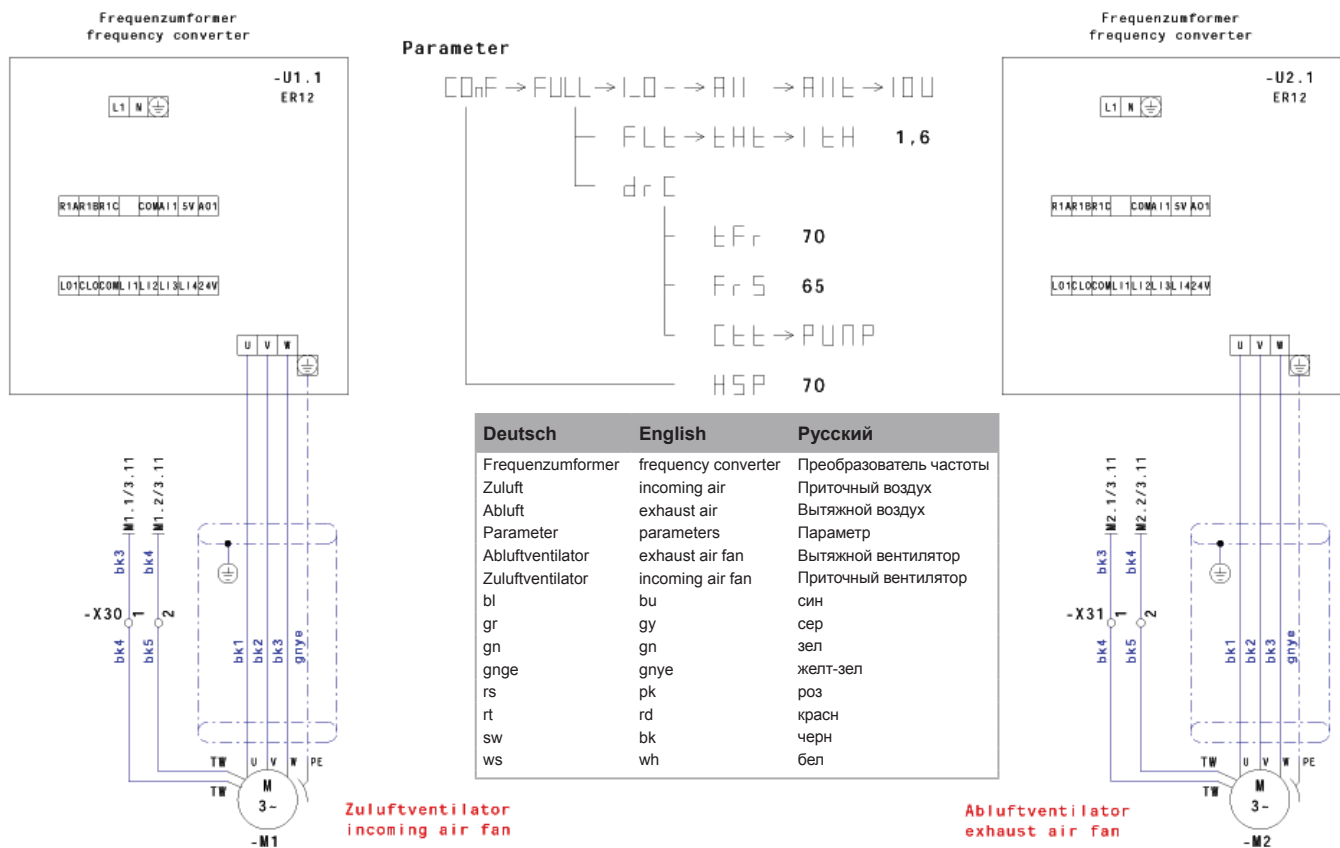 Frequenzumformer
frequency converter
-U1.1
ER12
L1 N
R1A R1B R1C COM AI1 5V AO1
LO1 CLO COM LI1 LI2 LI3 LI4 24V
U V W
M1.1/3.11
M1.2/3.11
bk3
bk4
-X30
1
2
bk4
bk5
bk1
bk2
bk3
gnye
TW
TW
U V W PE
M
3~
-M1
Zuluftventilator
incoming air fan
Parameter
COnF → FULL → I_O - → AI1 → AI1t → 10U
FLt → tHt → ItH 1,6
drC
tFr 70
FrS 65
Ctt → PUMP
HSP 70
Deutsch English Русский
Frequenzumformer frequency converter Преобразователь частоты
Zuluft incoming air Приточный воздух
Abluft exhaust air Вытяжной воздух
Parameter parameters Параметр
Abluftventilator exhaust air fan Вытяжной вентилятор
Zuluftventilator incoming air fan Приточный вентилятор
bl bu син
gr gy сер
gn gn зел
gnge gnye желт-зел
rs pk роз
rt rd красн
sw bk черн
ws wh бел
Frequenzumformer
frequency converter
-U2.1
ER12
L1 N
R1A R1B R1C COM AI1 5V AO1
LO1 CLO COM LI1 LI2 LI3 LI4 24V
U V W
M2.1/3.11
M2.2/3.11
bk3
bk4
-X31
1
2
bk4
bk5
bk1
bk2
bk3
gnye
TW
TW
U V W PE
M
3~
-M2
Abluftventilator
exhaust air fan